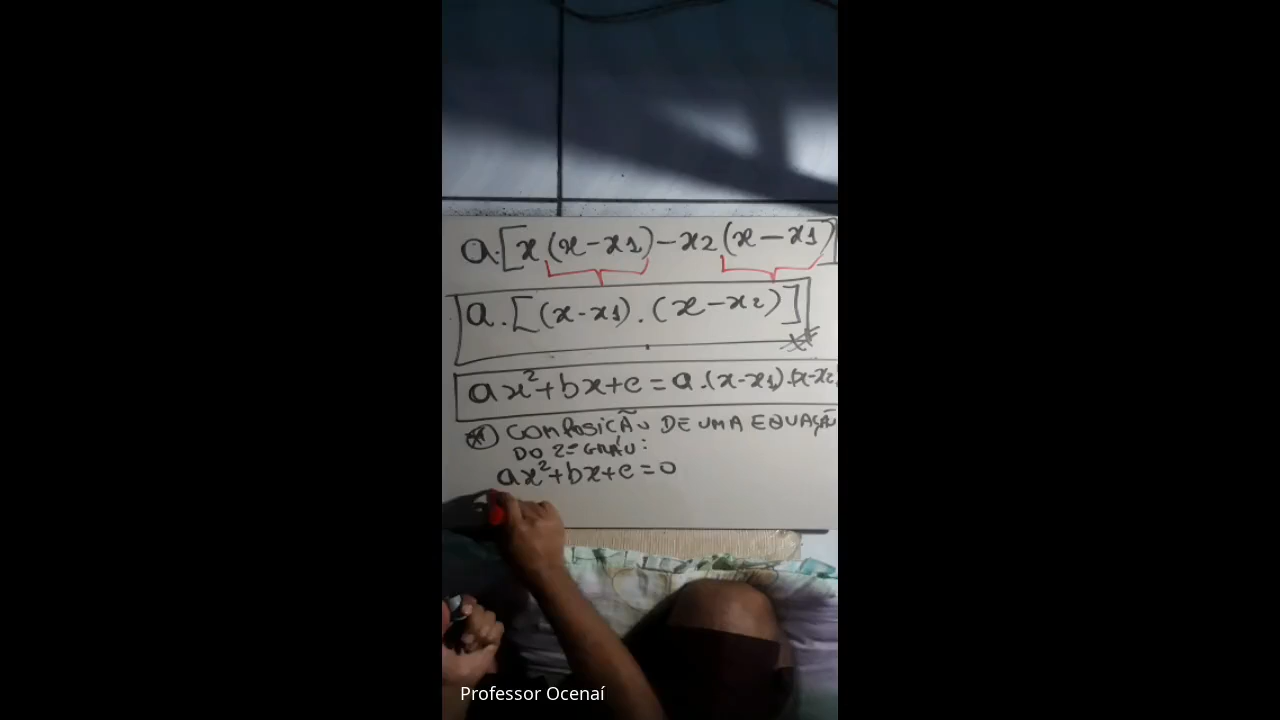 a.[x(x-x1)-x2(x-x1)]
a.[(x-x1).(x-x2)]
ax²+bx+c=a.(x-x1).(x-x2
COMPOSIÇÃO DE UMA EQUAÇÃO
DO 2º GRÁU:
ax²+bx+c=0
Professor Ocenaí